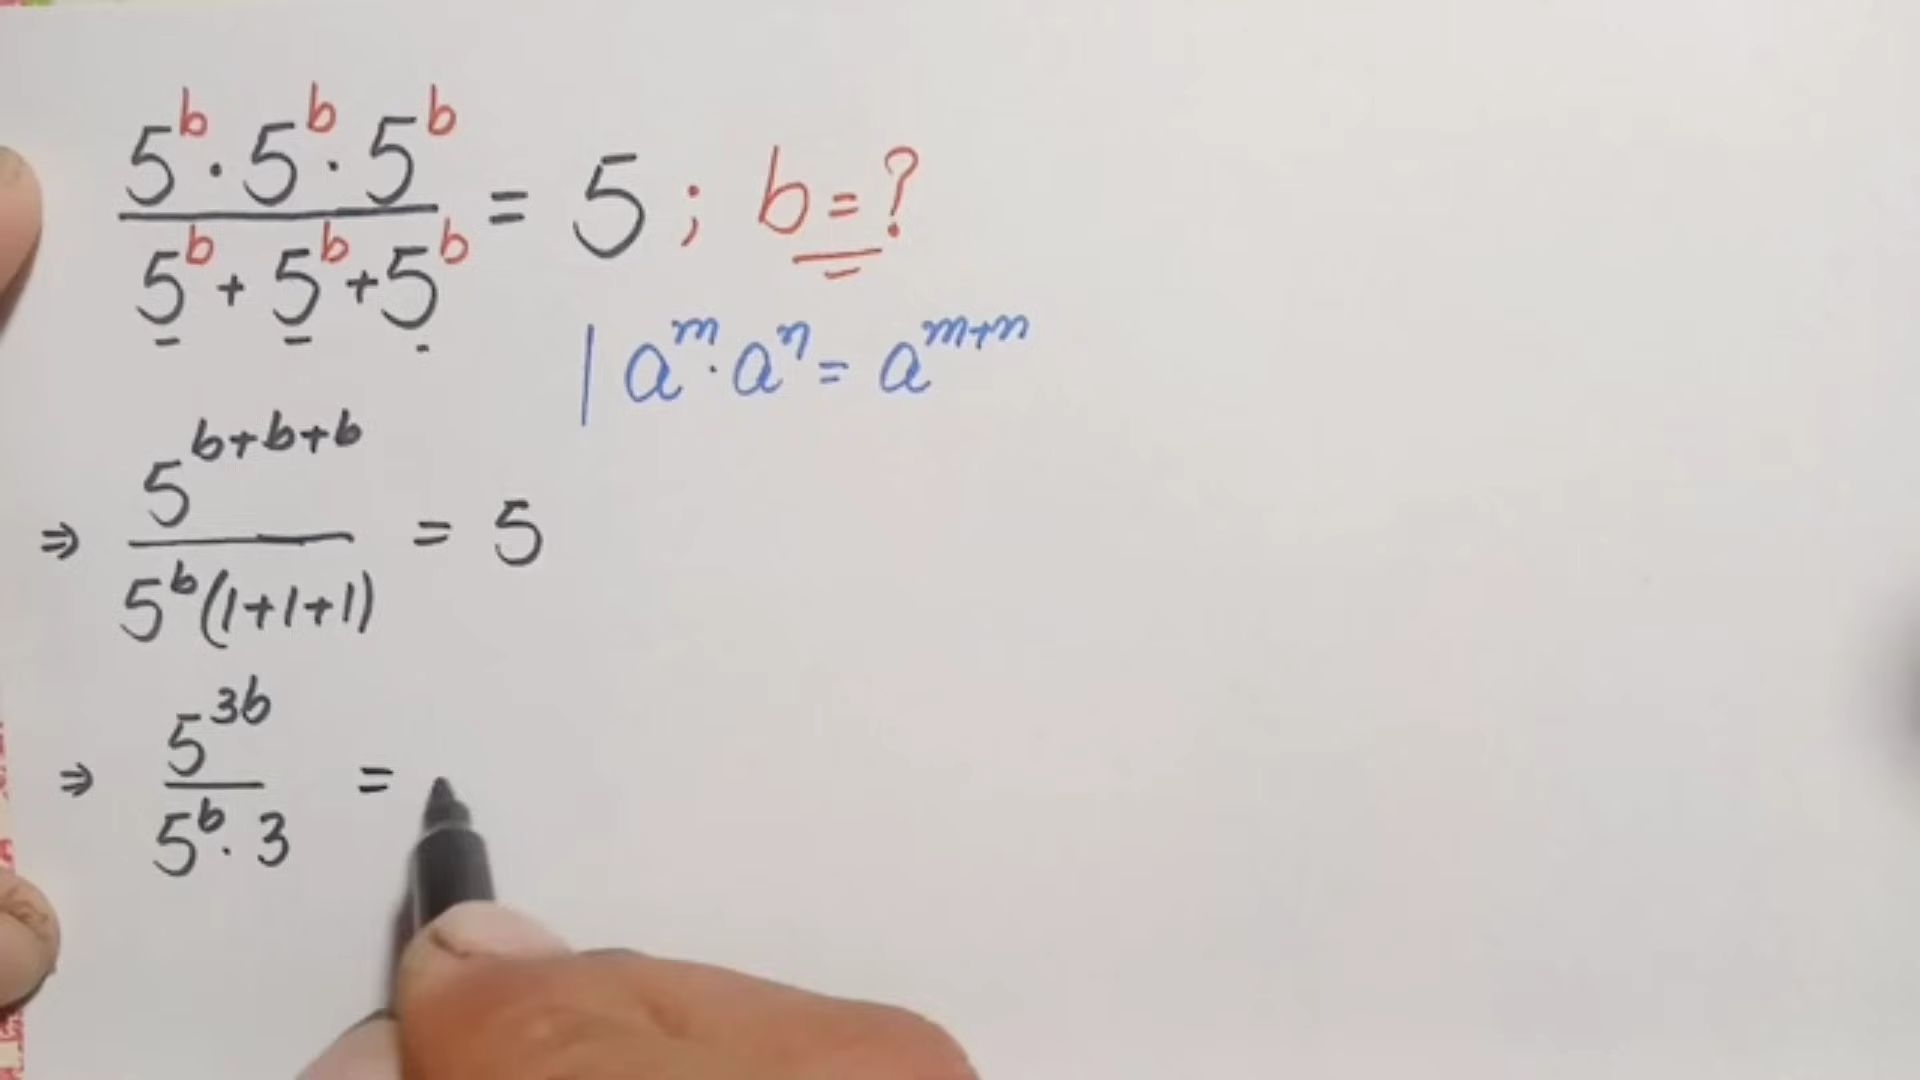 5^b · 5^b · 5^b / 5^b + 5^b + 5^b = 5 ; b = ?
| a^m · a^n = a^(m+n)
⇒ 5^(b+b+b) / 5^b(1+1+1) = 5
⇒ 5^(3b) / 5^b · 3 =